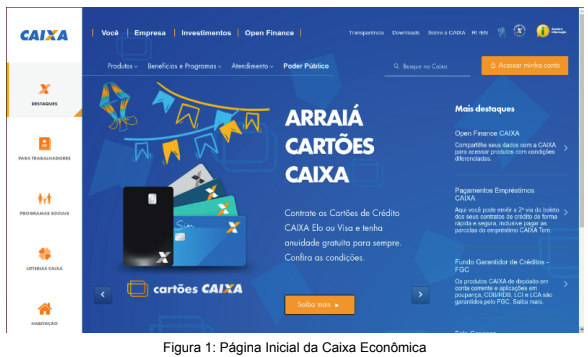 CAIXA
Você | Empresa | Investimentos | Open Finance |
Transparência Downloads Sobre a CAIXA RI /EN
Acesso à Informação
Produtos Benefícios e Programas Atendimento Poder Público
Busque na Caixa
Acessar minha conta
DESTAQUES
PARA TRABALHADORES
PROGRAMAS SOCIAIS
LOTERIAS CAIXA
HABITAÇÃO
ARRAIÁ
CARTÕES
CAIXA
Contrate os Cartões de Crédito
CAIXA Elo ou Visa e tenha
anuidade gratuita para sempre.
Confira as condições.
Saiba mais
Sim
cartões CAIXA
Mais destaques
Open Finance CAIXA
Compartilhe seus dados com a CAIXA
para acessar produtos com condições
diferenciadas.
Pagamentos Empréstimos
CAIXA
Aqui você pode emitir a 2ª via do boleto
dos seus contratos de crédito de forma
rápida e segura, inclusive pagar as
parcelas do empréstimo CAIXA Tem.
Fundo Garantidor de Créditos -
FGC
Os produtos CAIXA de depósito em
conta corrente e aplicações em
poupança, CDB/RDB, LCI e LCA são
garantidos pelo FGC. Saiba mais.
Figura 1: Página Inicial da Caixa Econômica